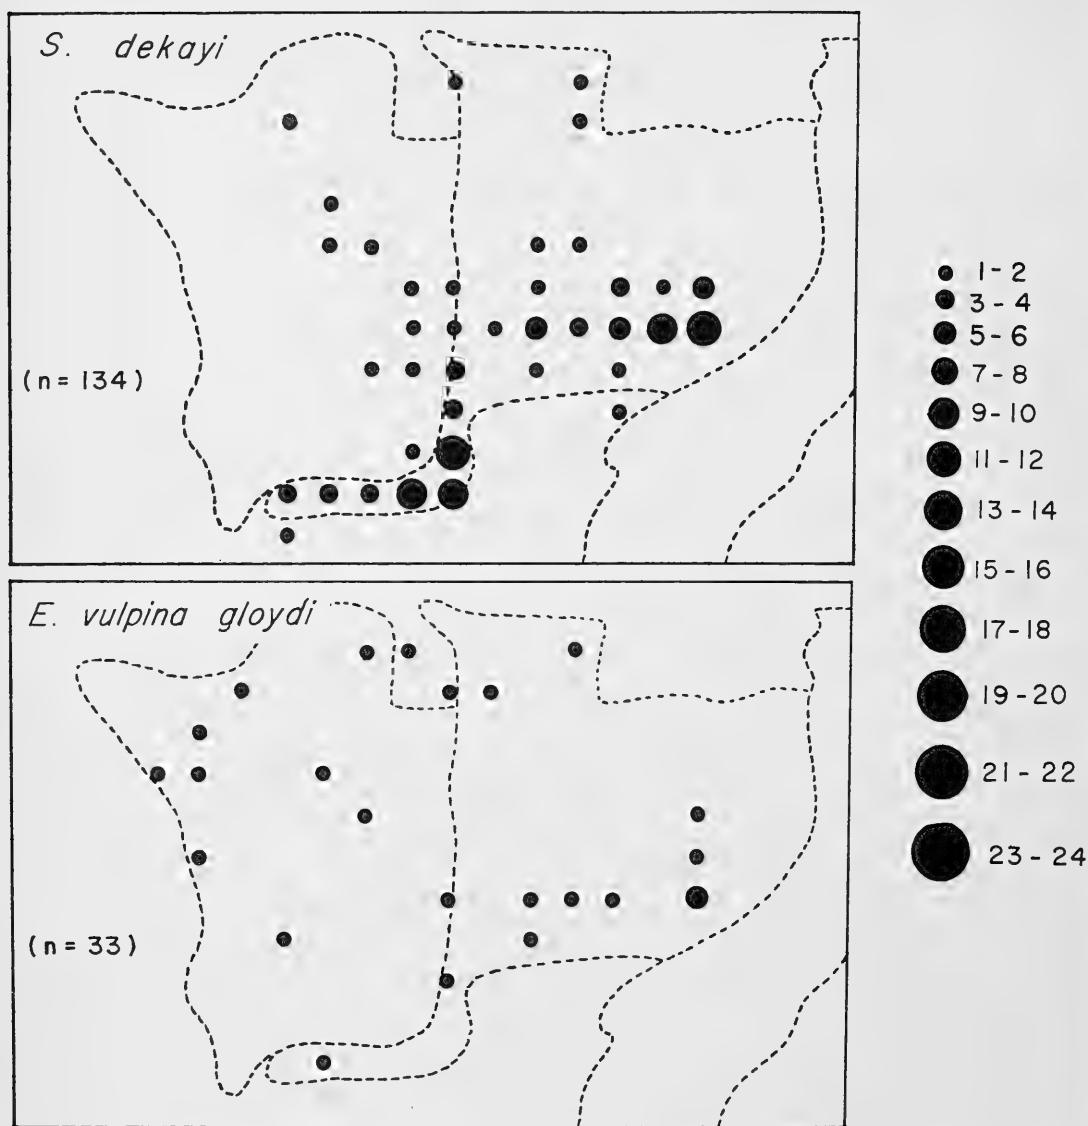 S. dekayi
(n = 134)
E. vulpina gloydi
(n = 33)
1 - 2
3 - 4
5 - 6
7 - 8
9 - 10
11 - 12
13 - 14
15 - 16
17 - 18
19 - 20
21 - 22
23 - 24